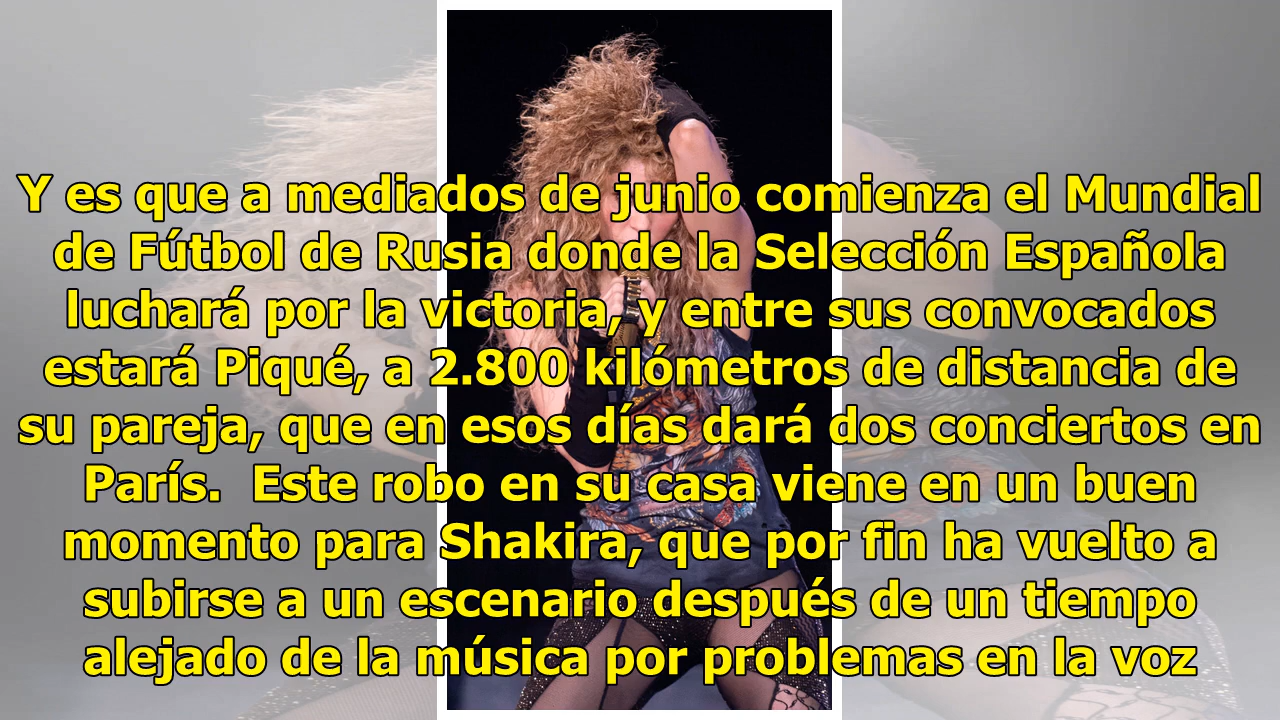 Y es que a mediados de junio comienza el Mundial
de Fútbol de Rusia donde la Selección Española
luchará por la victoria, y entre sus convocados
estará Piqué, a 2.800 kilómetros de distancia de
su pareja, que en esos días dará dos conciertos en
París.  Este robo en su casa viene en un buen
momento para Shakira, que por fin ha vuelto a
subirse a un escenario después de un tiempo
alejado de la música por problemas en la voz